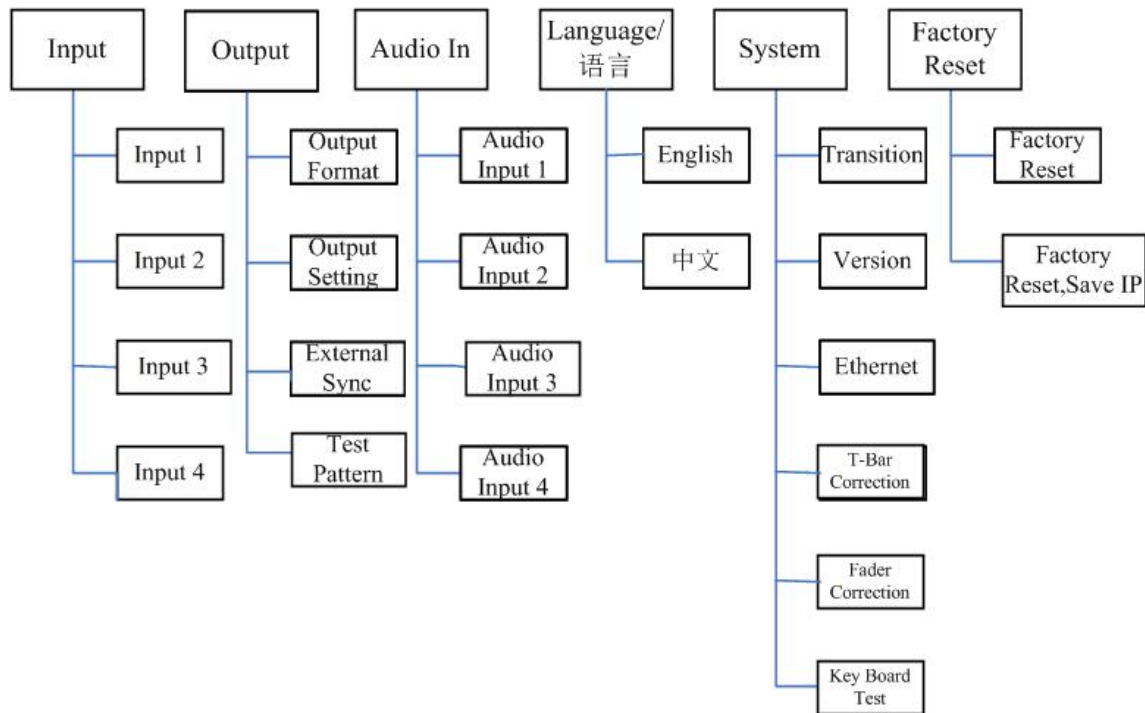 Input
Input 1
Input 2
Input 3
Input 4
Output
Output
Format
Output
Setting
External
Sync
Test
Pattern
Audio In
Audio
Input 1
Audio
Input 2
Audio
Input 3
Audio
Input 4
Language/
语言
English
中文
System
Transition
Version
Ethernet
T-Bar
Correction
Fader
Correction
Key Board
Test
Factory
Reset
Factory
Reset
Factory
Reset,Save IP